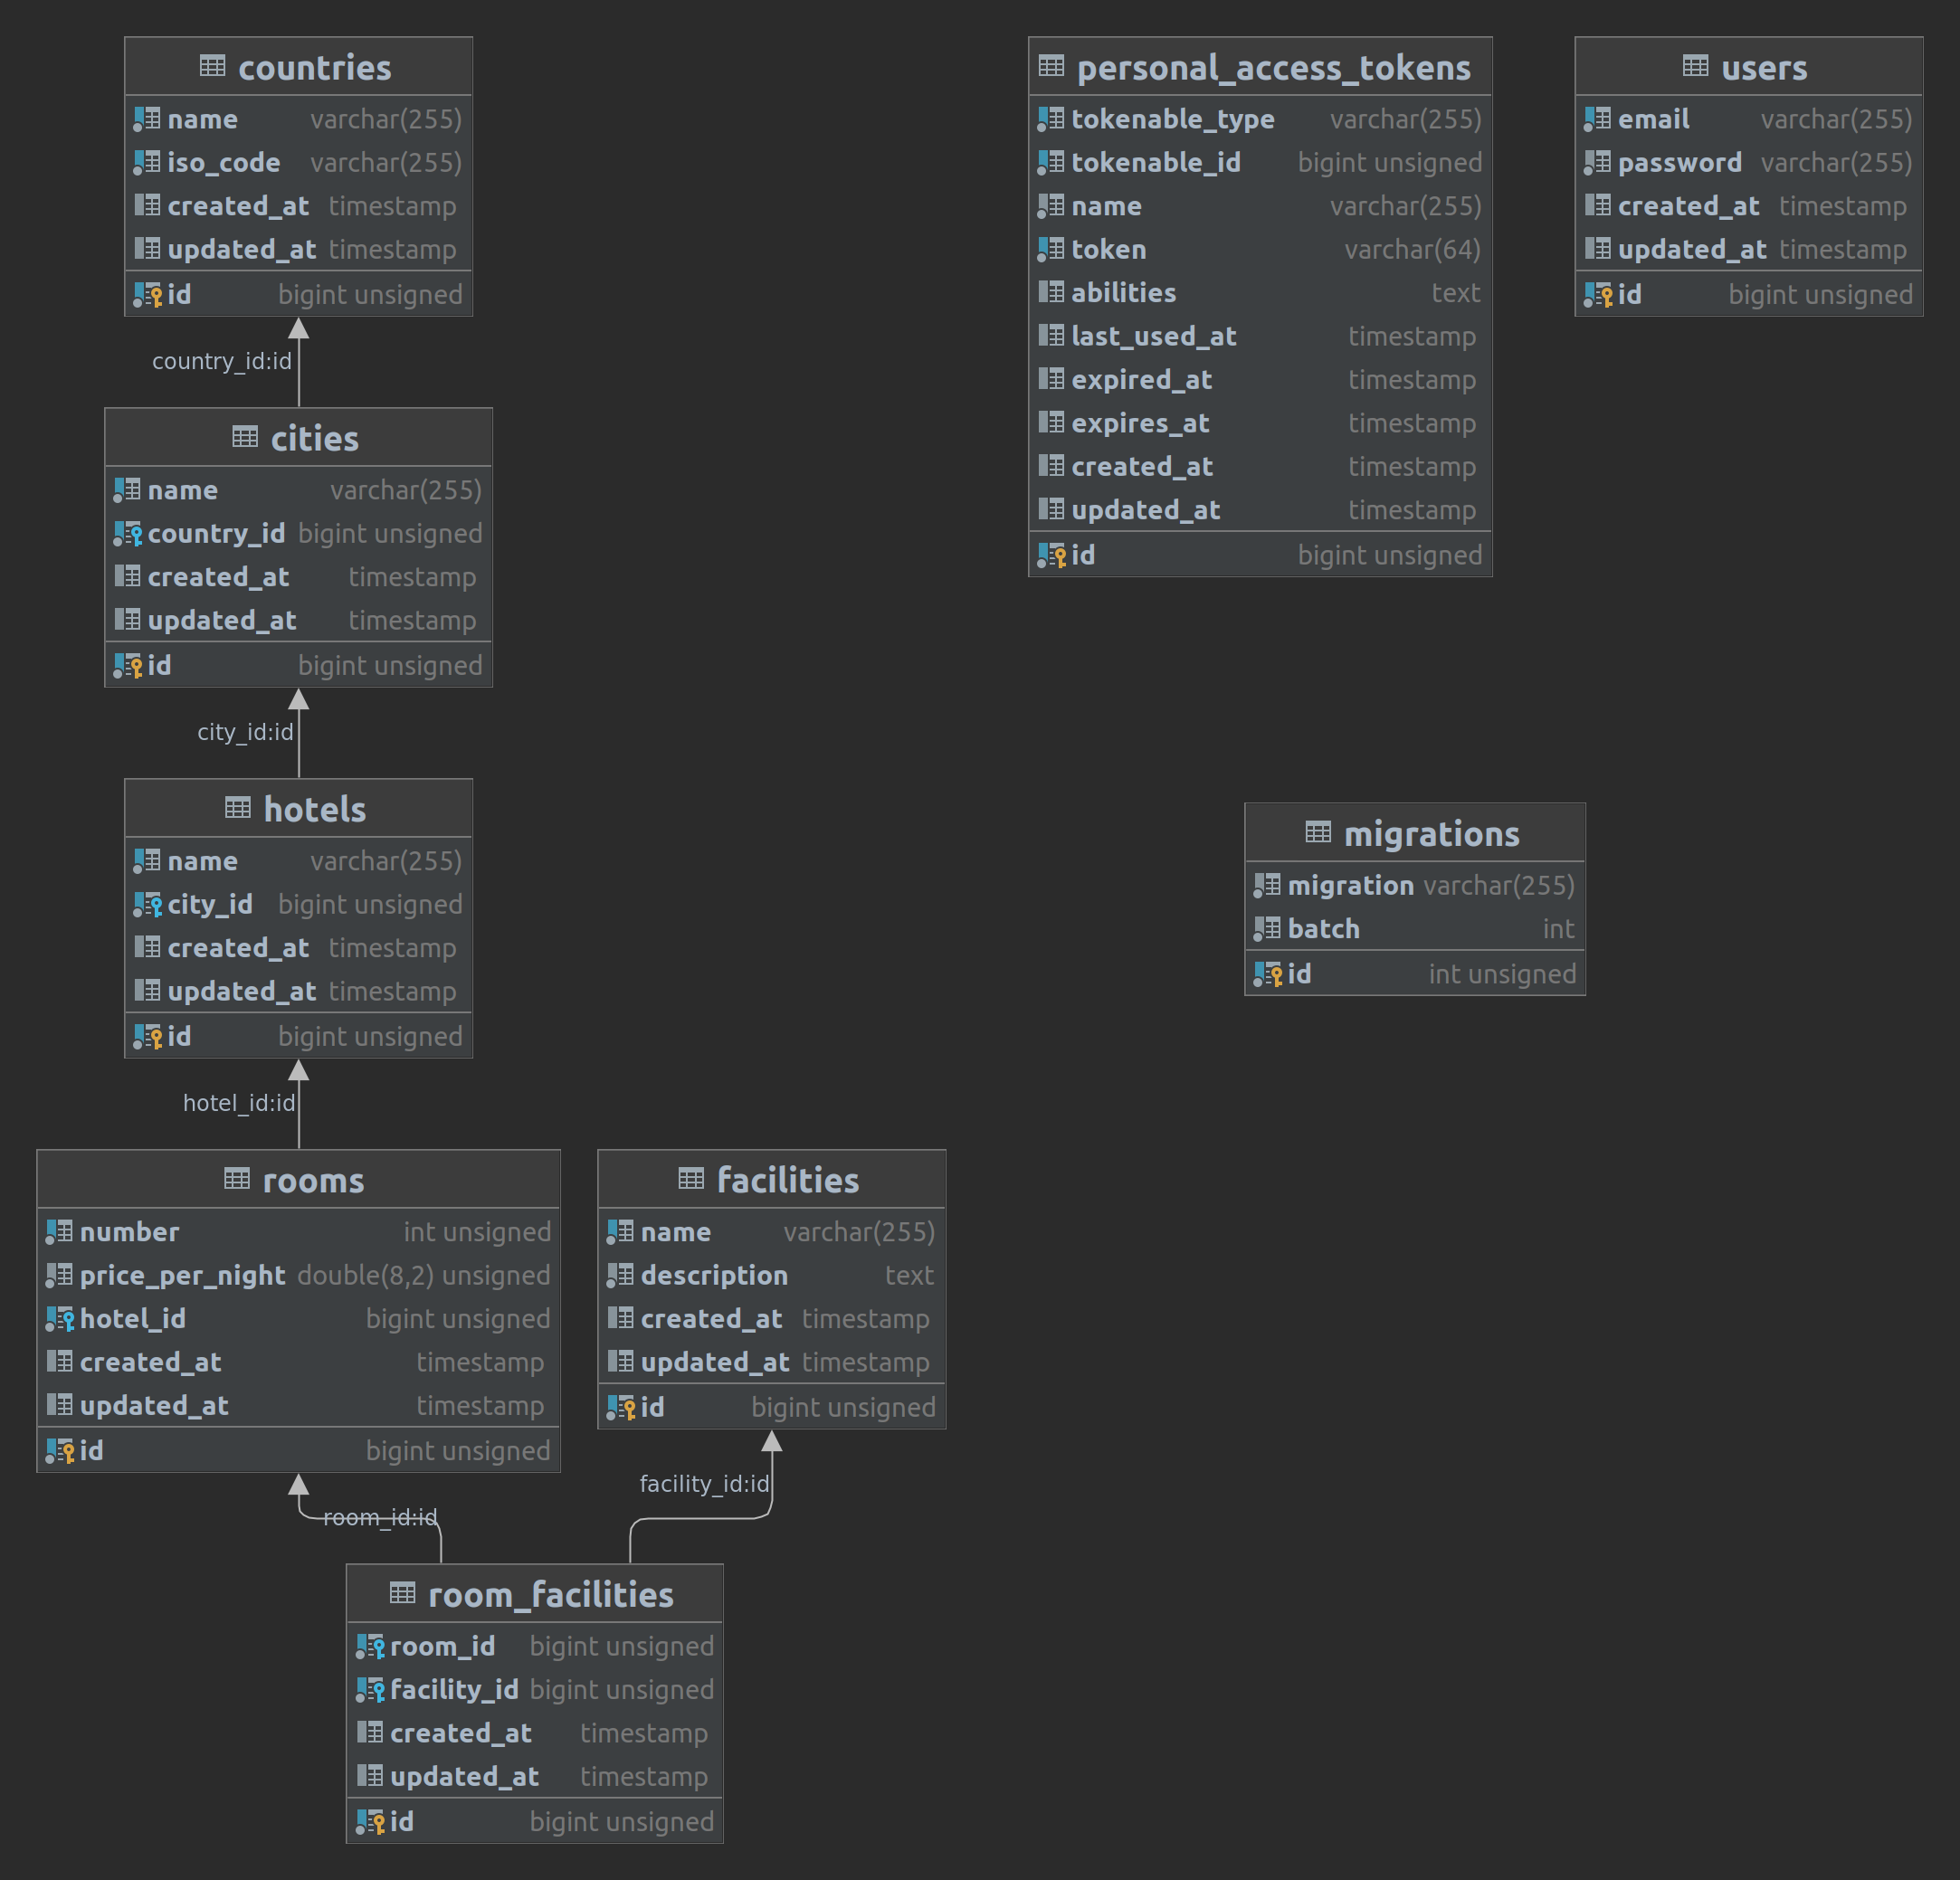 countries
name varchar(255)
iso_code varchar(255)
created_at timestamp
updated_at timestamp
id bigint unsigned
country_id:id
cities
name varchar(255)
country_id bigint unsigned
created_at timestamp
updated_at timestamp
id bigint unsigned
city_id:id
hotels
name varchar(255)
city_id bigint unsigned
created_at timestamp
updated_at timestamp
id bigint unsigned
hotel_id:id
rooms
number int unsigned
price_per_night double(8,2) unsigned
hotel_id bigint unsigned
created_at timestamp
updated_at timestamp
id bigint unsigned
room_id:id
facilities
name varchar(255)
description text
created_at timestamp
updated_at timestamp
id bigint unsigned
facility_id:id
room_facilities
room_id bigint unsigned
facility_id bigint unsigned
created_at timestamp
updated_at timestamp
id bigint unsigned
personal_access_tokens
tokenable_type varchar(255)
tokenable_id bigint unsigned
name varchar(255)
token varchar(64)
abilities text
last_used_at timestamp
expired_at timestamp
expires_at timestamp
created_at timestamp
updated_at timestamp
id bigint unsigned
users
email varchar(255)
password varchar(255)
created_at timestamp
updated_at timestamp
id bigint unsigned
migrations
migration varchar(255)
batch int
id int unsigned